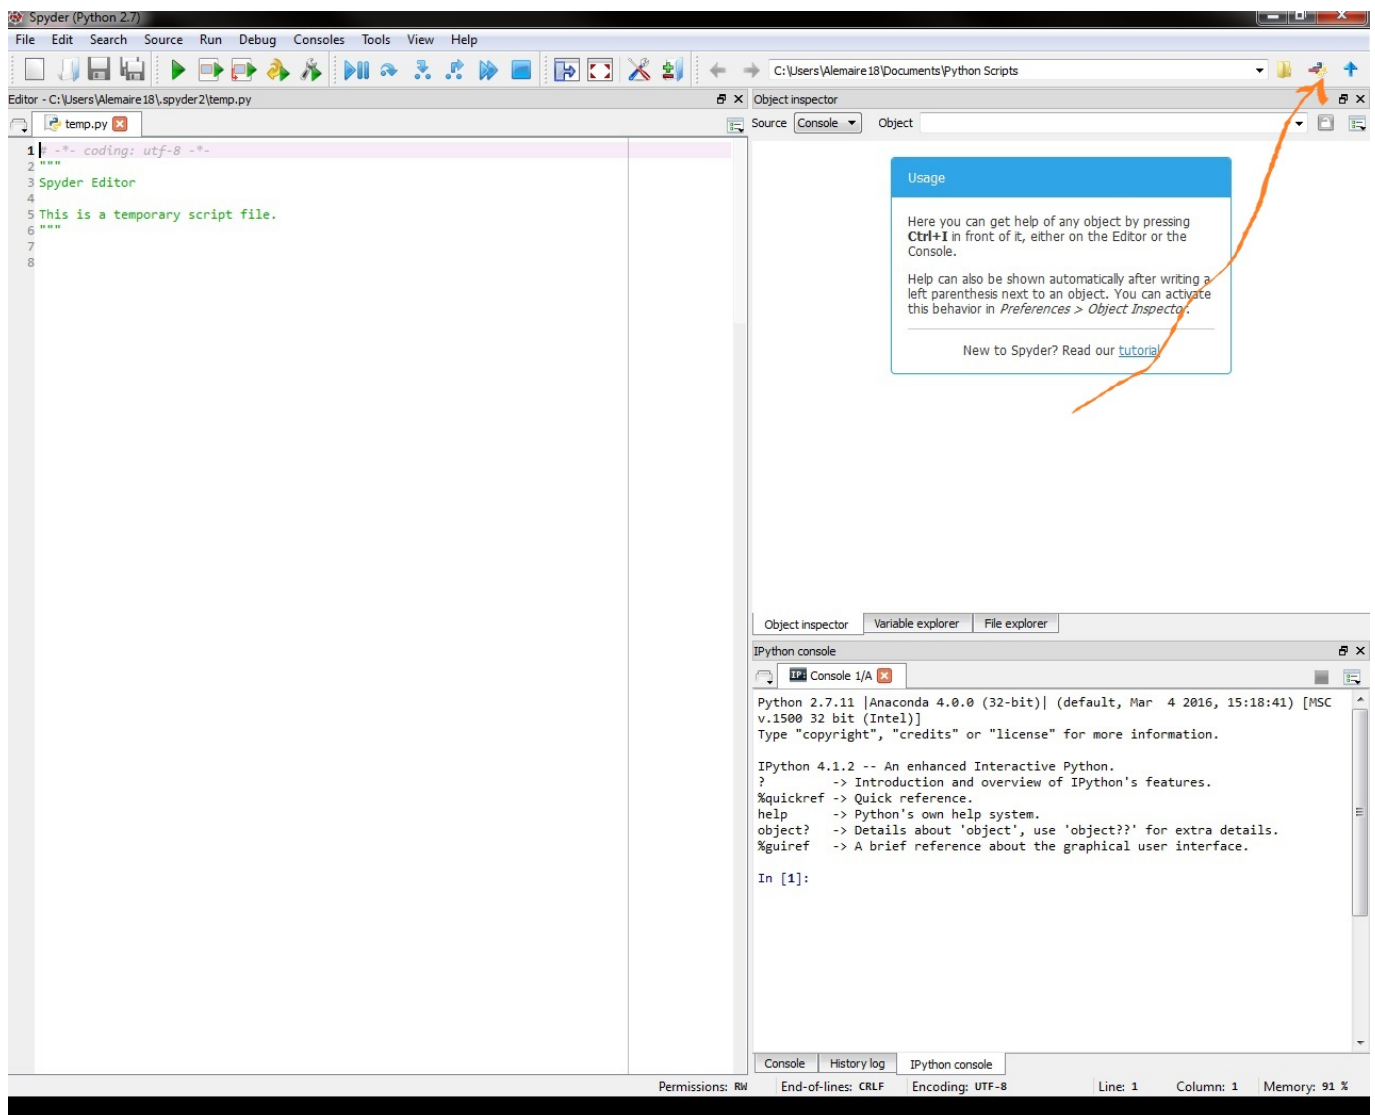 Spyder (Python 2.7)
File Edit Search Source Run Debug Consoles Tools View Help
C:\Users\Alemaire18\Documents\Python Scripts
Editor - C:\Users\Alemaire18\.spyder2\temp.py
temp.py
1 # -*- coding: utf-8 -*-
2 """
3 Spyder Editor
4
5 This is a temporary script file.
6 """
7
8
Object inspector
Source Console Object
Usage
Here you can get help of any object by pressing
Ctrl+I in front of it, either on the Editor or the
Console.
Help can also be shown automatically after writing a
left parenthesis next to an object. You can activate
this behavior in Preferences > Object Inspector.
New to Spyder? Read our tutorial
Object inspector Variable explorer File explorer
IPython console
IP: Console 1/A
Python 2.7.11 |Anaconda 4.0.0 (32-bit)| (default, Mar  4 2016, 15:18:41) [MSC
v.1500 32 bit (Intel)]
Type "copyright", "credits" or "license" for more information.
IPython 4.1.2 -- An enhanced Interactive Python.
?         -> Introduction and overview of IPython's features.
%quickref -> Quick reference.
help      -> Python's own help system.
object?   -> Details about 'object', use 'object??' for extra details.
%guiref   -> A brief reference about the graphical user interface.
In [1]:
Console History log IPython console
Permissions: RW End-of-lines: CRLF Encoding: UTF-8 Line: 1 Column: 1 Memory: 91 %